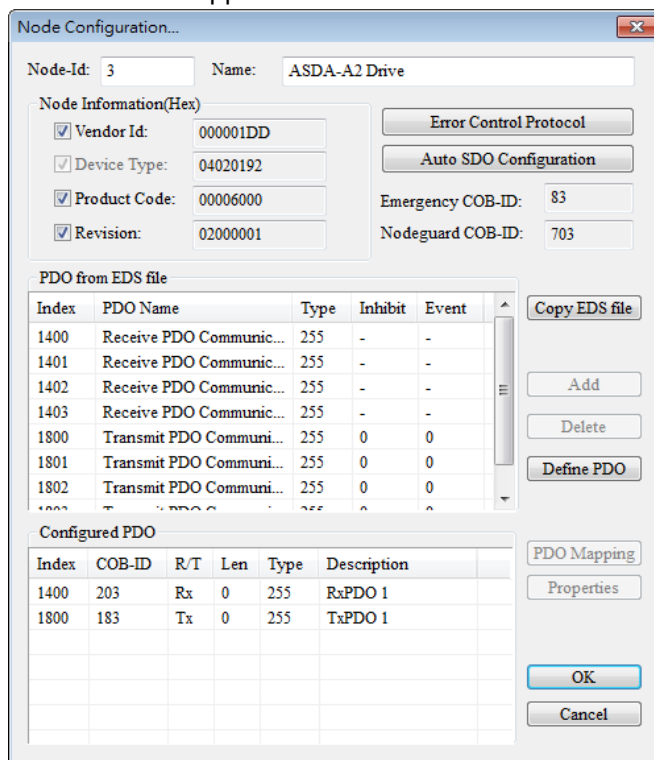 Node Configuration...
Node-Id: 3 Name: ASDA-A2 Drive
Node Information(Hex)
Vendor Id: 000001DD
Device Type: 04020192
Product Code: 00006000
Revision: 02000001
Error Control Protocol
Auto SDO Configuration
Emergency COB-ID: 83
Nodeguard COB-ID: 703
PDO from EDS file
Index PDO Name Type Inhibit Event
1400 Receive PDO Communic... 255 - -
1401 Receive PDO Communic... 255 - -
1402 Receive PDO Communic... 255 - -
1403 Receive PDO Communic... 255 - -
1800 Transmit PDO Communi... 255 0 0
1801 Transmit PDO Communi... 255 0 0
1802 Transmit PDO Communi... 255 0 0
Copy EDS file
Add
Delete
Define PDO
Configured PDO
Index COB-ID R/T Len Type Description
1400 203 Rx 0 255 RxPDO 1
1800 183 Tx 0 255 TxPDO 1
PDO Mapping
Properties
OK
Cancel